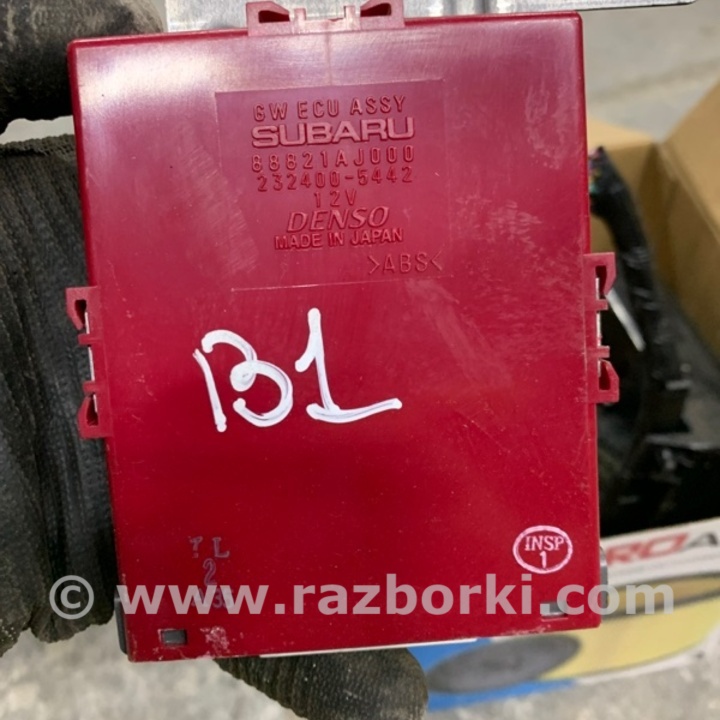 GW ECU ASSY
SUBARU
88821AJ000
232400-5442
12V
DENSO
MADE IN JAPAN
>ABS<
B1
INSP
1
L
2
© www.razborki.com